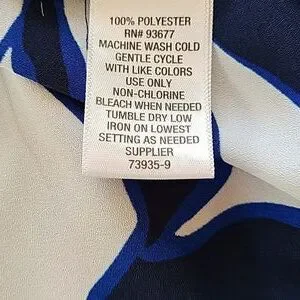 100% POLYESTER
RN# 93677
MACHINE WASH COLD
GENTLE CYCLE
WITH LIKE COLORS
USE ONLY
NON-CHLORINE
BLEACH WHEN NEEDED
TUMBLE DRY LOW
IRON ON LOWEST
SETTING AS NEEDED
SUPPLIER
73935-9